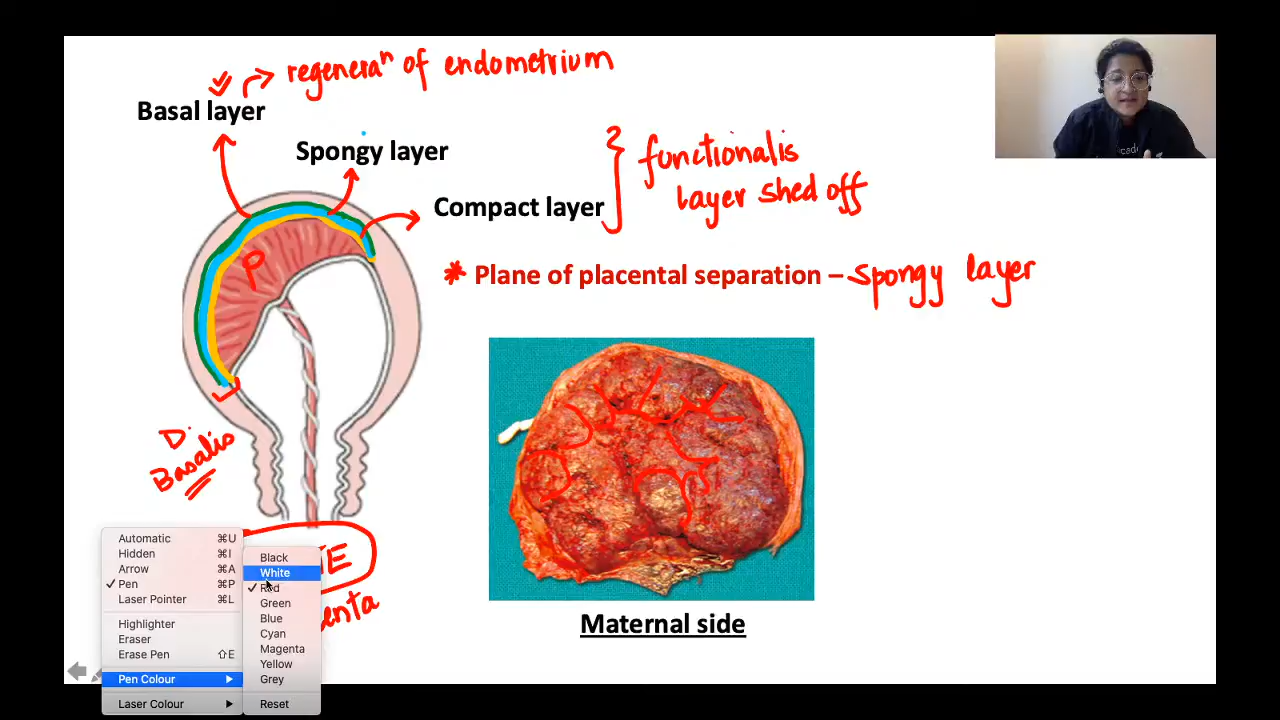 regeneraⁿ of endometrium
Basal layer
Spongy layer
functionalis
layer shed off
Compact layer
* Plane of placental separation – spongy layer
D.
Basalis
Maternal side
Automatic ⌘U
Hidden ⌘I
Arrow ⌘A
✓ Pen ⌘P
Laser Pointer ⌘L
Highlighter
Eraser
Erase Pen ⇧E
Pen Colour
Laser Colour
Black
White
✓ Red
Green
Blue
Cyan
Magenta
Yellow
Grey
Reset
P